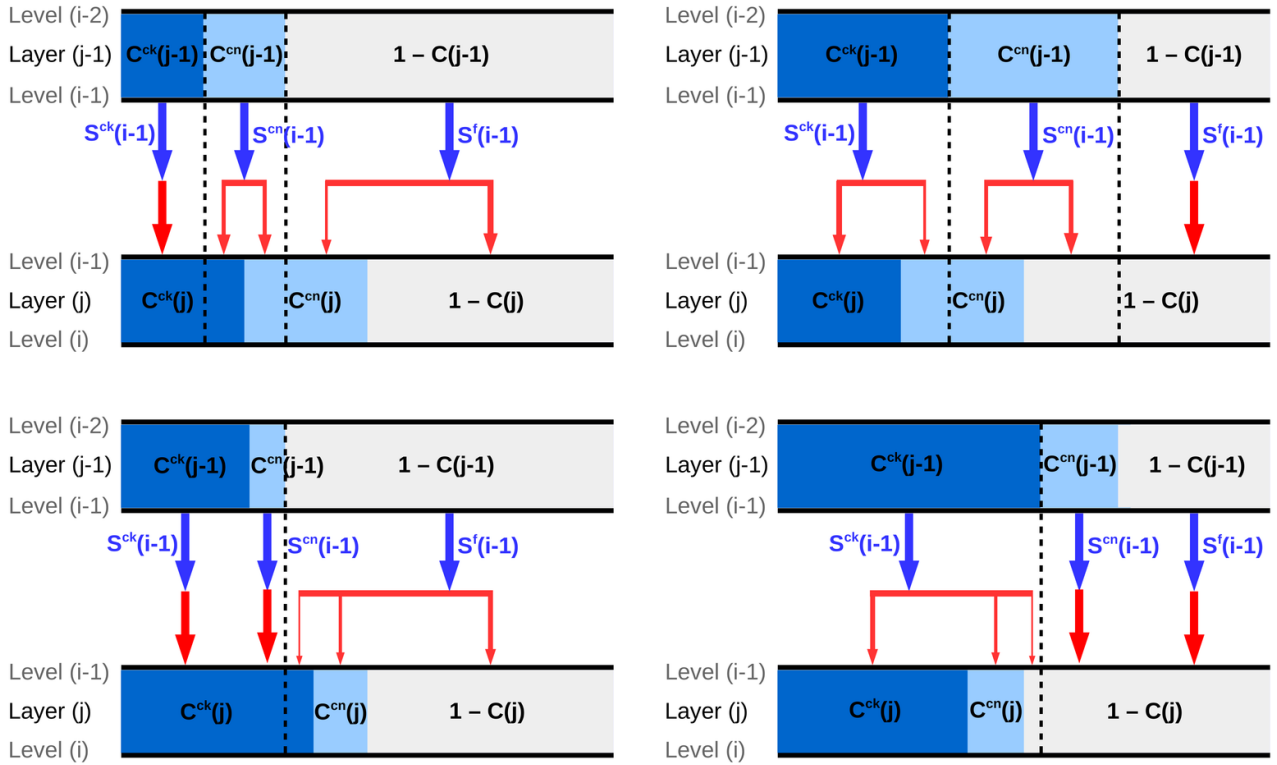 Level (i-2)
Layer (j-1) Cᶜᵏ(j-1) Cᶜⁿ(j-1) 1 – C(j-1)
Level (i-1)
Sᶜᵏ(i-1) Sᶜⁿ(i-1) Sᶠ(i-1)
Level (i-1)
Layer (j) Cᶜᵏ(j) Cᶜⁿ(j) 1 – C(j)
Level (i)
Level (i-2)
Layer (j-1) Cᶜᵏ(j-1) Cᶜⁿ(j-1) 1 – C(j-1)
Level (i-1)
Sᶜᵏ(i-1) Sᶜⁿ(i-1) Sᶠ(i-1)
Level (i-1)
Layer (j) Cᶜᵏ(j) Cᶜⁿ(j) 1 – C(j)
Level (i)
Level (i-2)
Layer (j-1) Cᶜᵏ(j-1) Cᶜⁿ(j-1) 1 – C(j-1)
Level (i-1)
Sᶜᵏ(i-1) Sᶜⁿ(i-1) Sᶠ(i-1)
Level (i-1)
Layer (j) Cᶜᵏ(j) Cᶜⁿ(j) 1 – C(j)
Level (i)
Level (i-2)
Layer (j-1) Cᶜᵏ(j-1) Cᶜⁿ(j-1) 1 – C(j-1)
Level (i-1)
Sᶜᵏ(i-1) Sᶜⁿ(i-1) Sᶠ(i-1)
Level (i-1)
Layer (j) Cᶜᵏ(j) Cᶜⁿ(j) 1 – C(j)
Level (i)